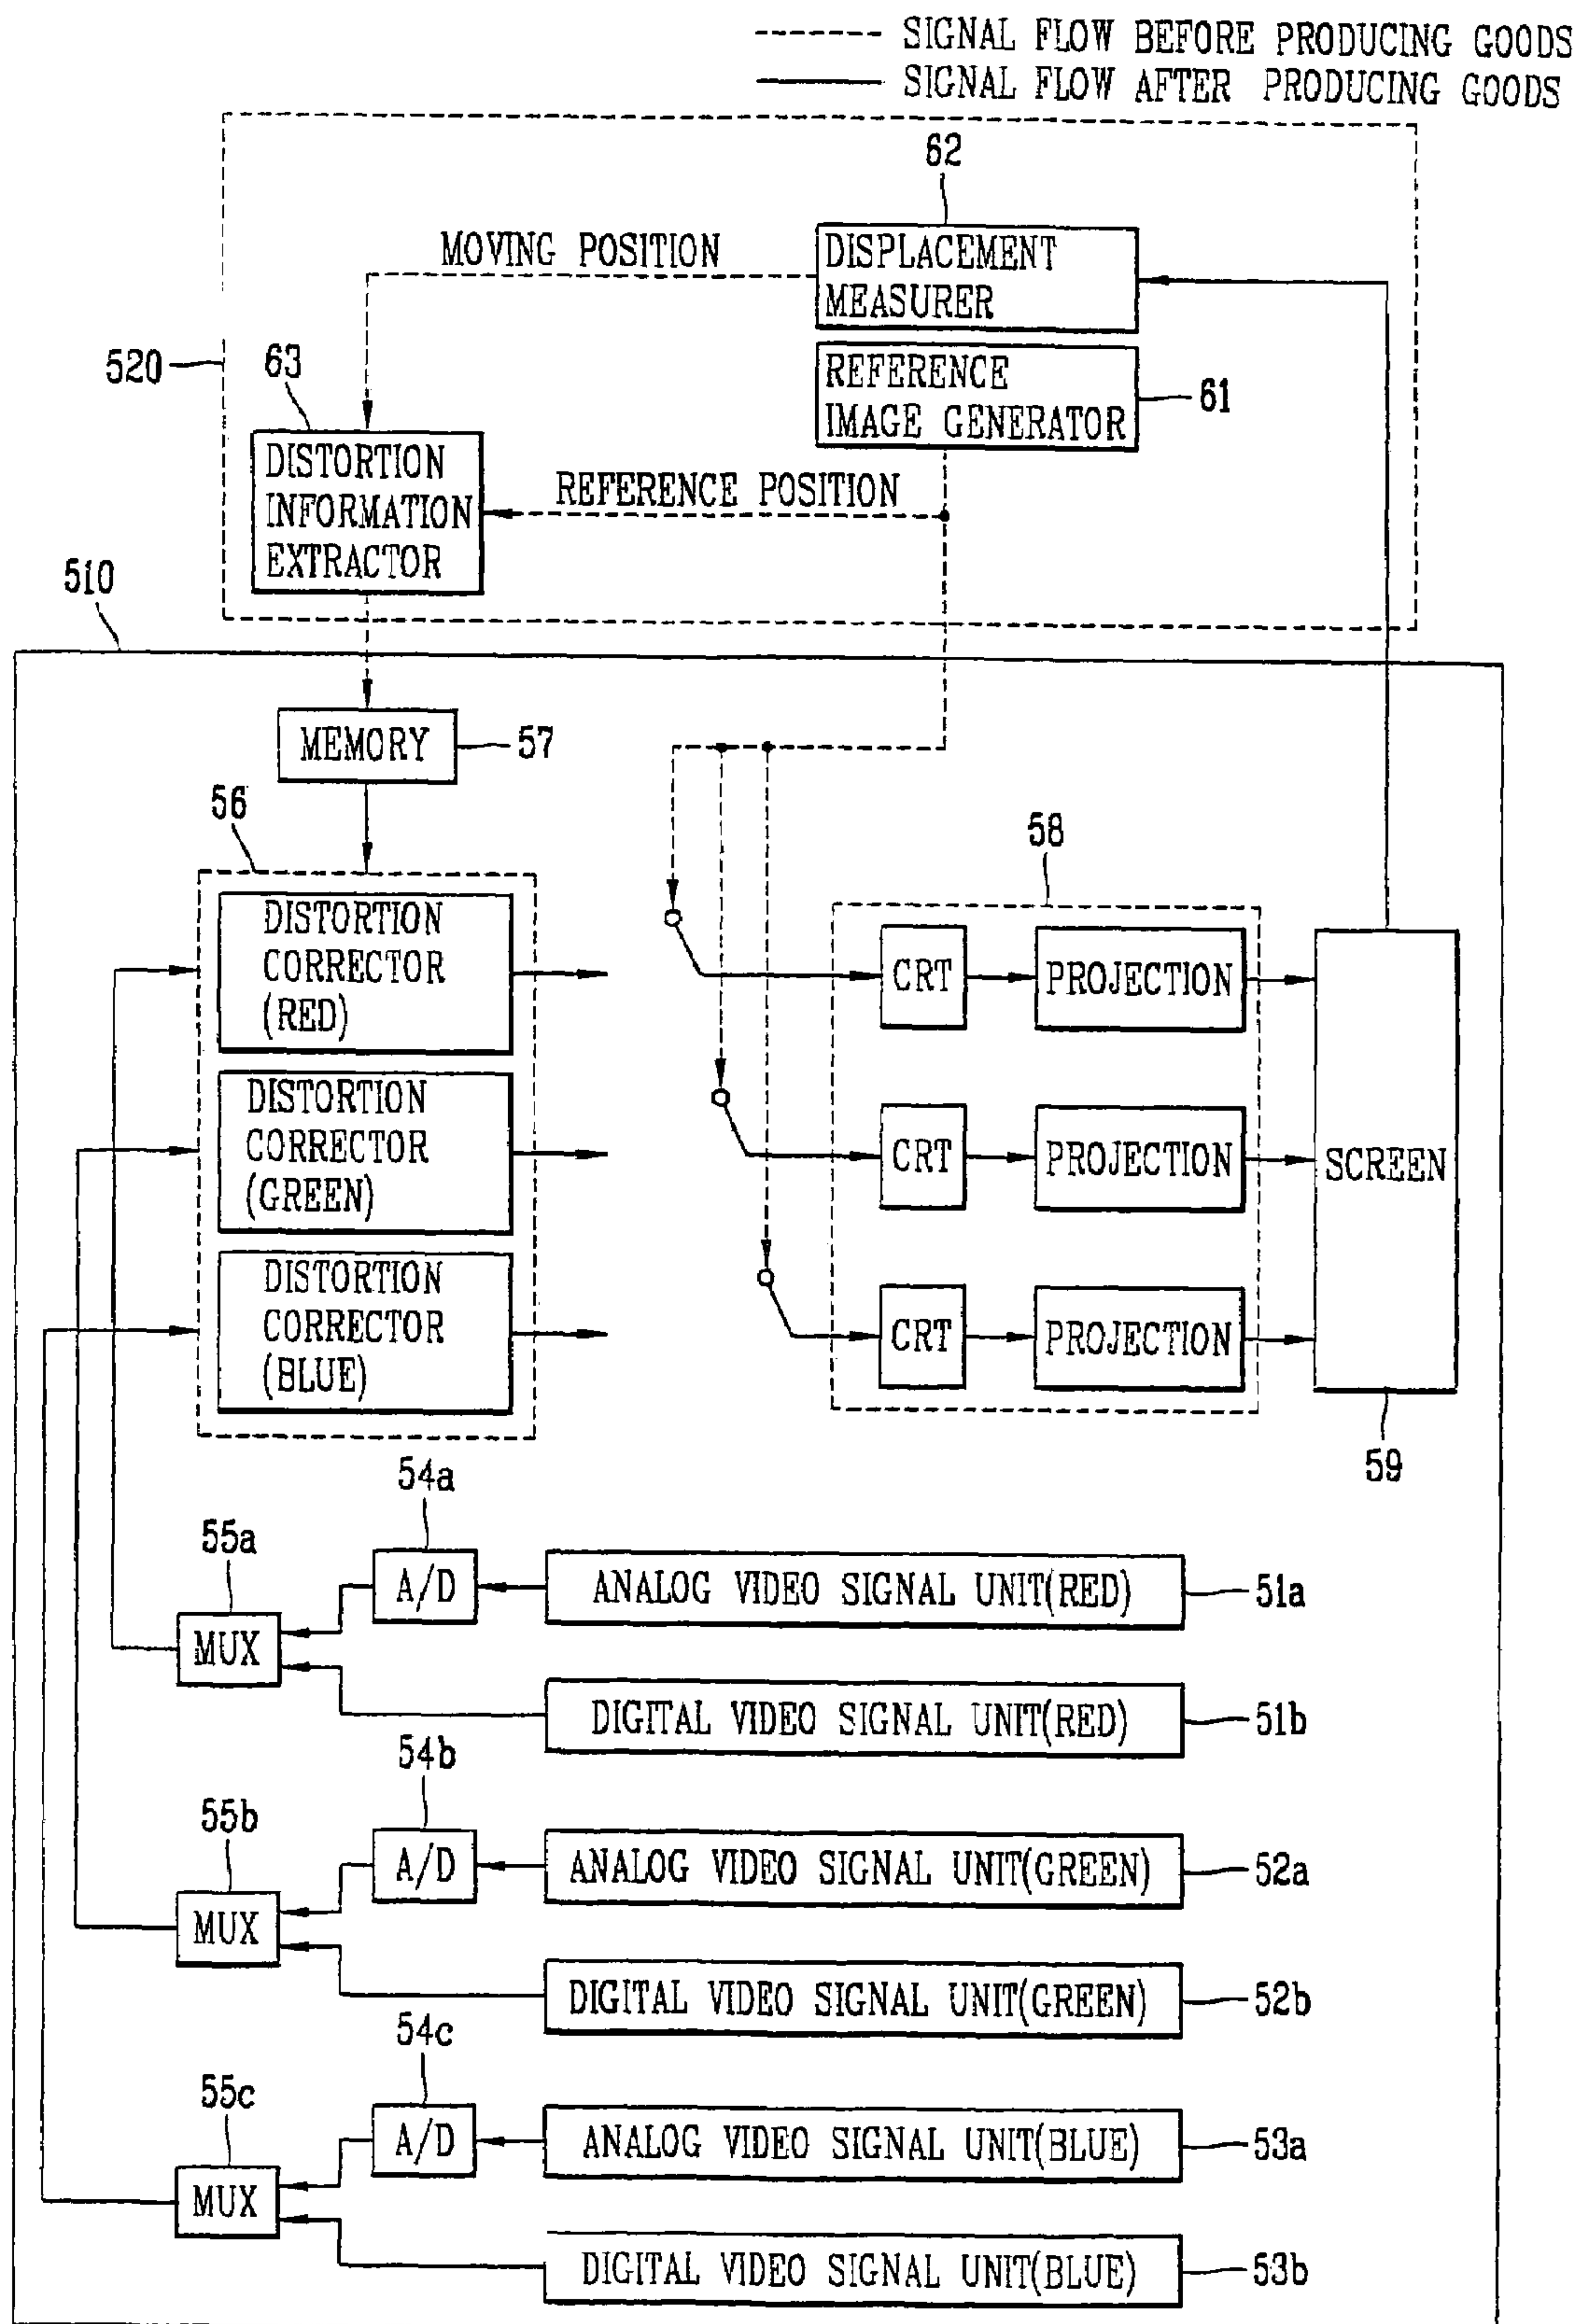 SIGNAL FLOW BEFORE PRODUCING GOODS
SIGNAL FLOW AFTER PRODUCING GOODS
62
MOVING POSITION
DISPLACEMENT
MEASURER
520
63
REFERENCE
IMAGE GENERATOR
61
DISTORTION
INFORMATION
EXTRACTOR
REFERENCE POSITION
510
MEMORY
57
56
58
DISTORTION
CORRECTOR
(RED)
CRT
PROJECTION
DISTORTION
CORRECTOR
(GREEN)
CRT
PROJECTION
SCREEN
DISTORTION
CORRECTOR
(BLUE)
CRT
PROJECTION
59
54a
55a
A/D
ANALOG VIDEO SIGNAL UNIT(RED)
51a
MUX
DIGITAL VIDEO SIGNAL UNIT(RED)
51b
54b
55b
A/D
ANALOG VIDEO SIGNAL UNIT(GREEN)
52a
MUX
DIGITAL VIDEO SIGNAL UNIT(GREEN)
52b
54c
55c
A/D
ANALOG VIDEO SIGNAL UNIT(BLUE)
53a
MUX
DIGITAL VIDEO SIGNAL UNIT(BLUE)
53b